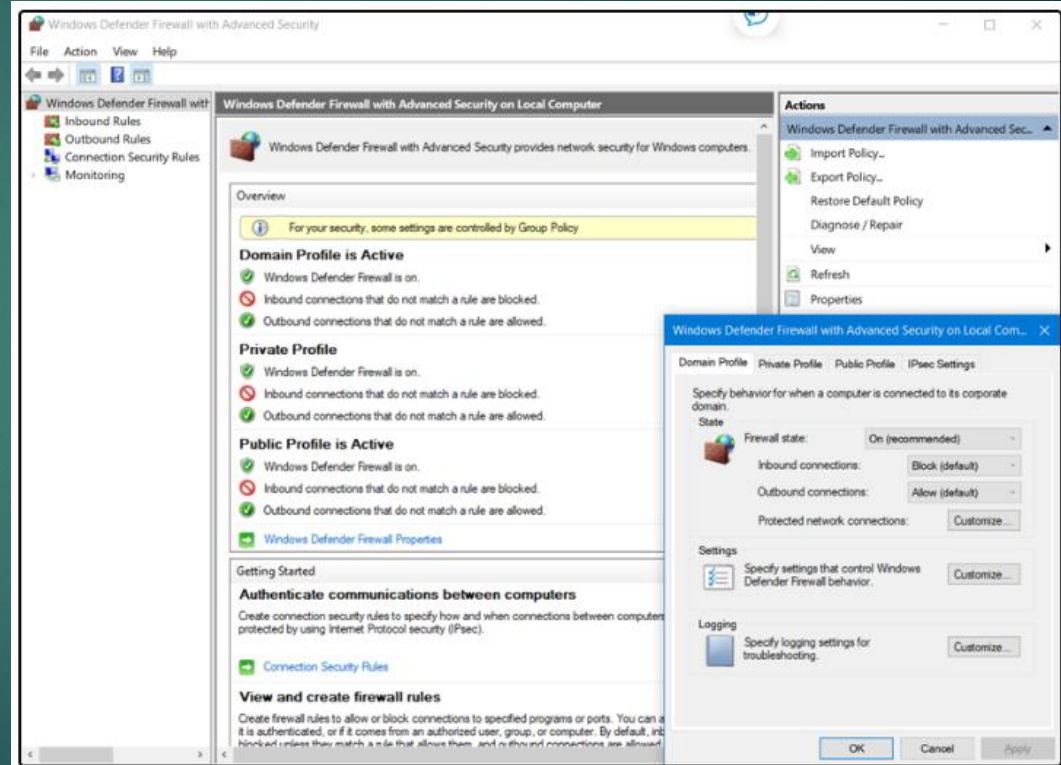 Windows Defender Firewall with Advanced Security
File Action View Help
Windows Defender Firewall with
Inbound Rules
Outbound Rules
Connection Security Rules
Monitoring
Windows Defender Firewall with Advanced Security on Local Computer
Windows Defender Firewall with Advanced Security provides network security for Windows computers.
Overview
For your security, some settings are controlled by Group Policy
Domain Profile is Active
Windows Defender Firewall is on.
Inbound connections that do not match a rule are blocked.
Outbound connections that do not match a rule are allowed.
Private Profile
Windows Defender Firewall is on.
Inbound connections that do not match a rule are blocked.
Outbound connections that do not match a rule are allowed.
Public Profile is Active
Windows Defender Firewall is on.
Inbound connections that do not match a rule are blocked.
Outbound connections that do not match a rule are allowed.
Windows Defender Firewall Properties
Getting Started
Authenticate communications between computers
Create connection security rules to specify how and when connections between computers
protected by using Internet Protocol security (IPsec).
Connection Security Rules
View and create firewall rules
Create firewall rules to allow or block connections to specified programs or ports. You can a
it is authenticated, or if it comes from an authorized user, group, or computer. By default, inb
blocked unless they match a rule that allows them, and outbound connections are allowed
Actions
Windows Defender Firewall with Advanced Sec...
Import Policy...
Export Policy...
Restore Default Policy
Diagnose / Repair
View
Refresh
Properties
Windows Defender Firewall with Advanced Security on Local Com...
Domain Profile Private Profile Public Profile IPsec Settings
Specify behavior for when a computer is connected to its corporate
domain.
State
Firewall state: On (recommended)
Inbound connections: Block (default)
Outbound connections: Allow (default)
Protected network connections: Customize...
Settings
Specify settings that control Windows
Defender Firewall behavior.
Customize...
Logging
Specify logging settings for
troubleshooting.
Customize...
OK Cancel Apply